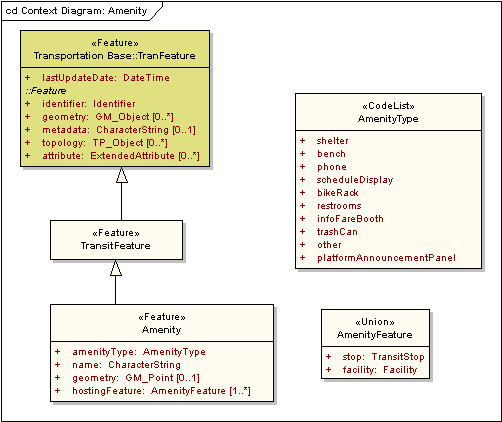 cd Context Diagram: Amenity
«Feature»
Transportation Base::TranFeature
+ lastUpdateDate: DateTime
::Feature
+ identifier: Identifier
+ geometry: GM_Object [0..*]
+ metadata: CharacterString [0..1]
+ topology: TP_Object [0..*]
+ attribute: ExtendedAttribute [0..*]
«CodeList»
AmenityType
+ shelter
+ bench
+ phone
+ scheduleDisplay
+ bikeRack
+ restrooms
+ infoFareBooth
+ trashCan
+ other
+ platformAnnouncementPanel
«Feature»
TransitFeature
«Feature»
Amenity
+ amenityType: AmenityType
+ name: CharacterString
+ geometry: GM_Point [0..1]
+ hostingFeature: AmenityFeature [1..*]
«Union»
AmenityFeature
+ stop: TransitStop
+ facility: Facility